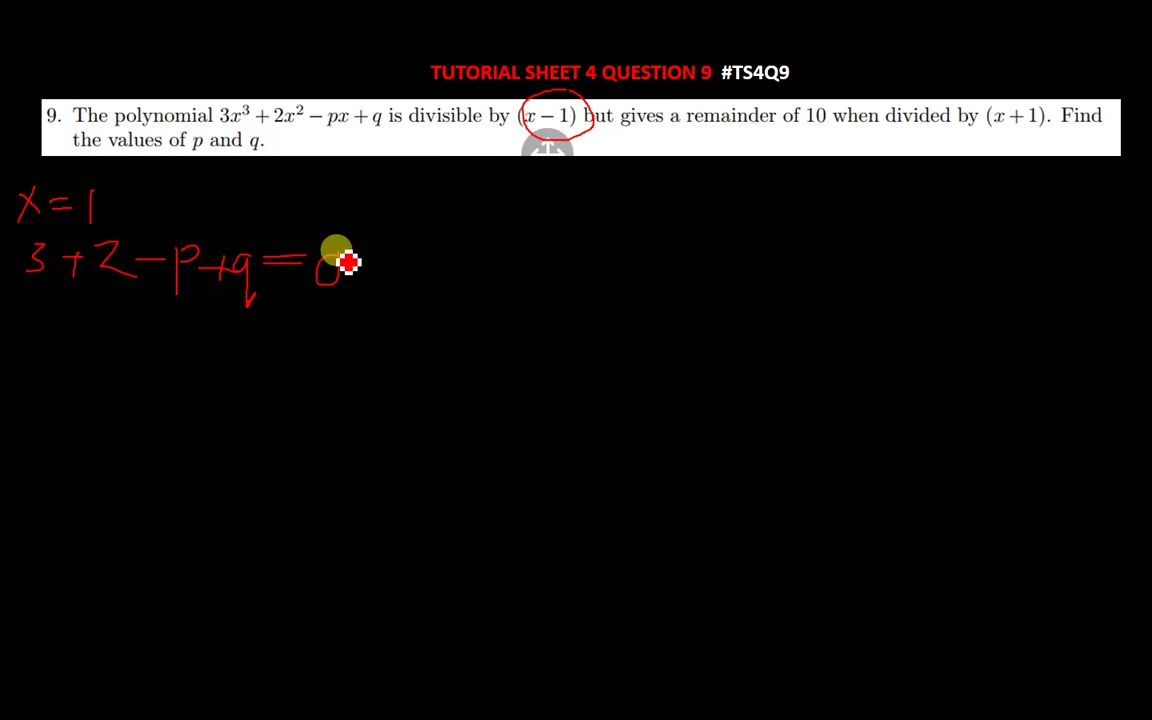 TUTORIAL SHEET 4 QUESTION 9 #TS4Q9
9. The polynomial 3x³ + 2x² − px + q is divisible by (x − 1) but gives a remainder of 10 when divided by (x + 1). Find
the values of p and q.
x = 1
3 + 2 − p + q = 0